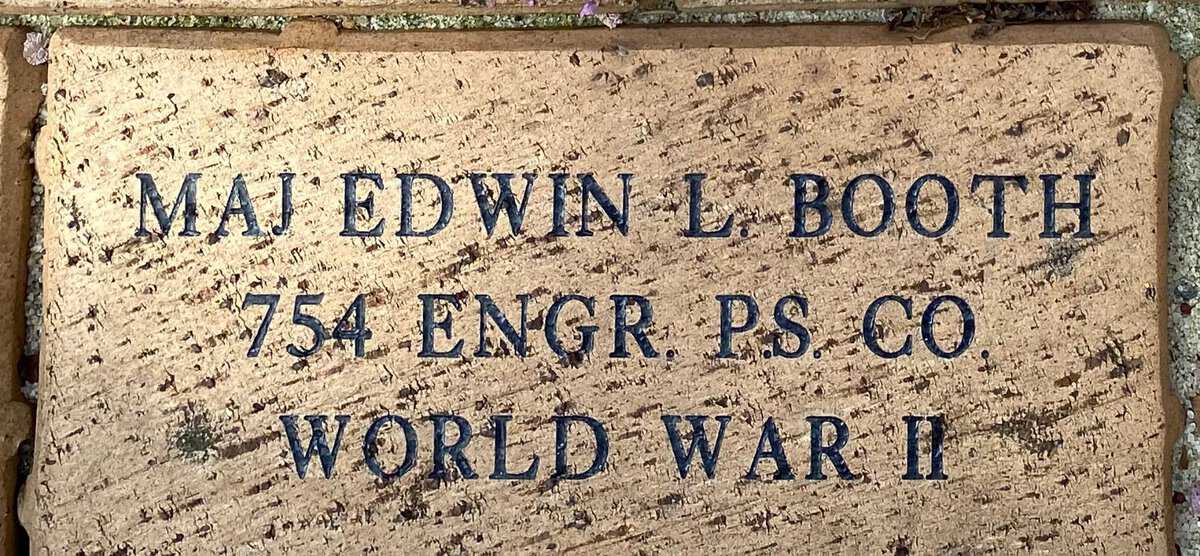 MAJ EDWIN L. BOOTH
754 ENGR. P.S. CO.
WORLD WAR II